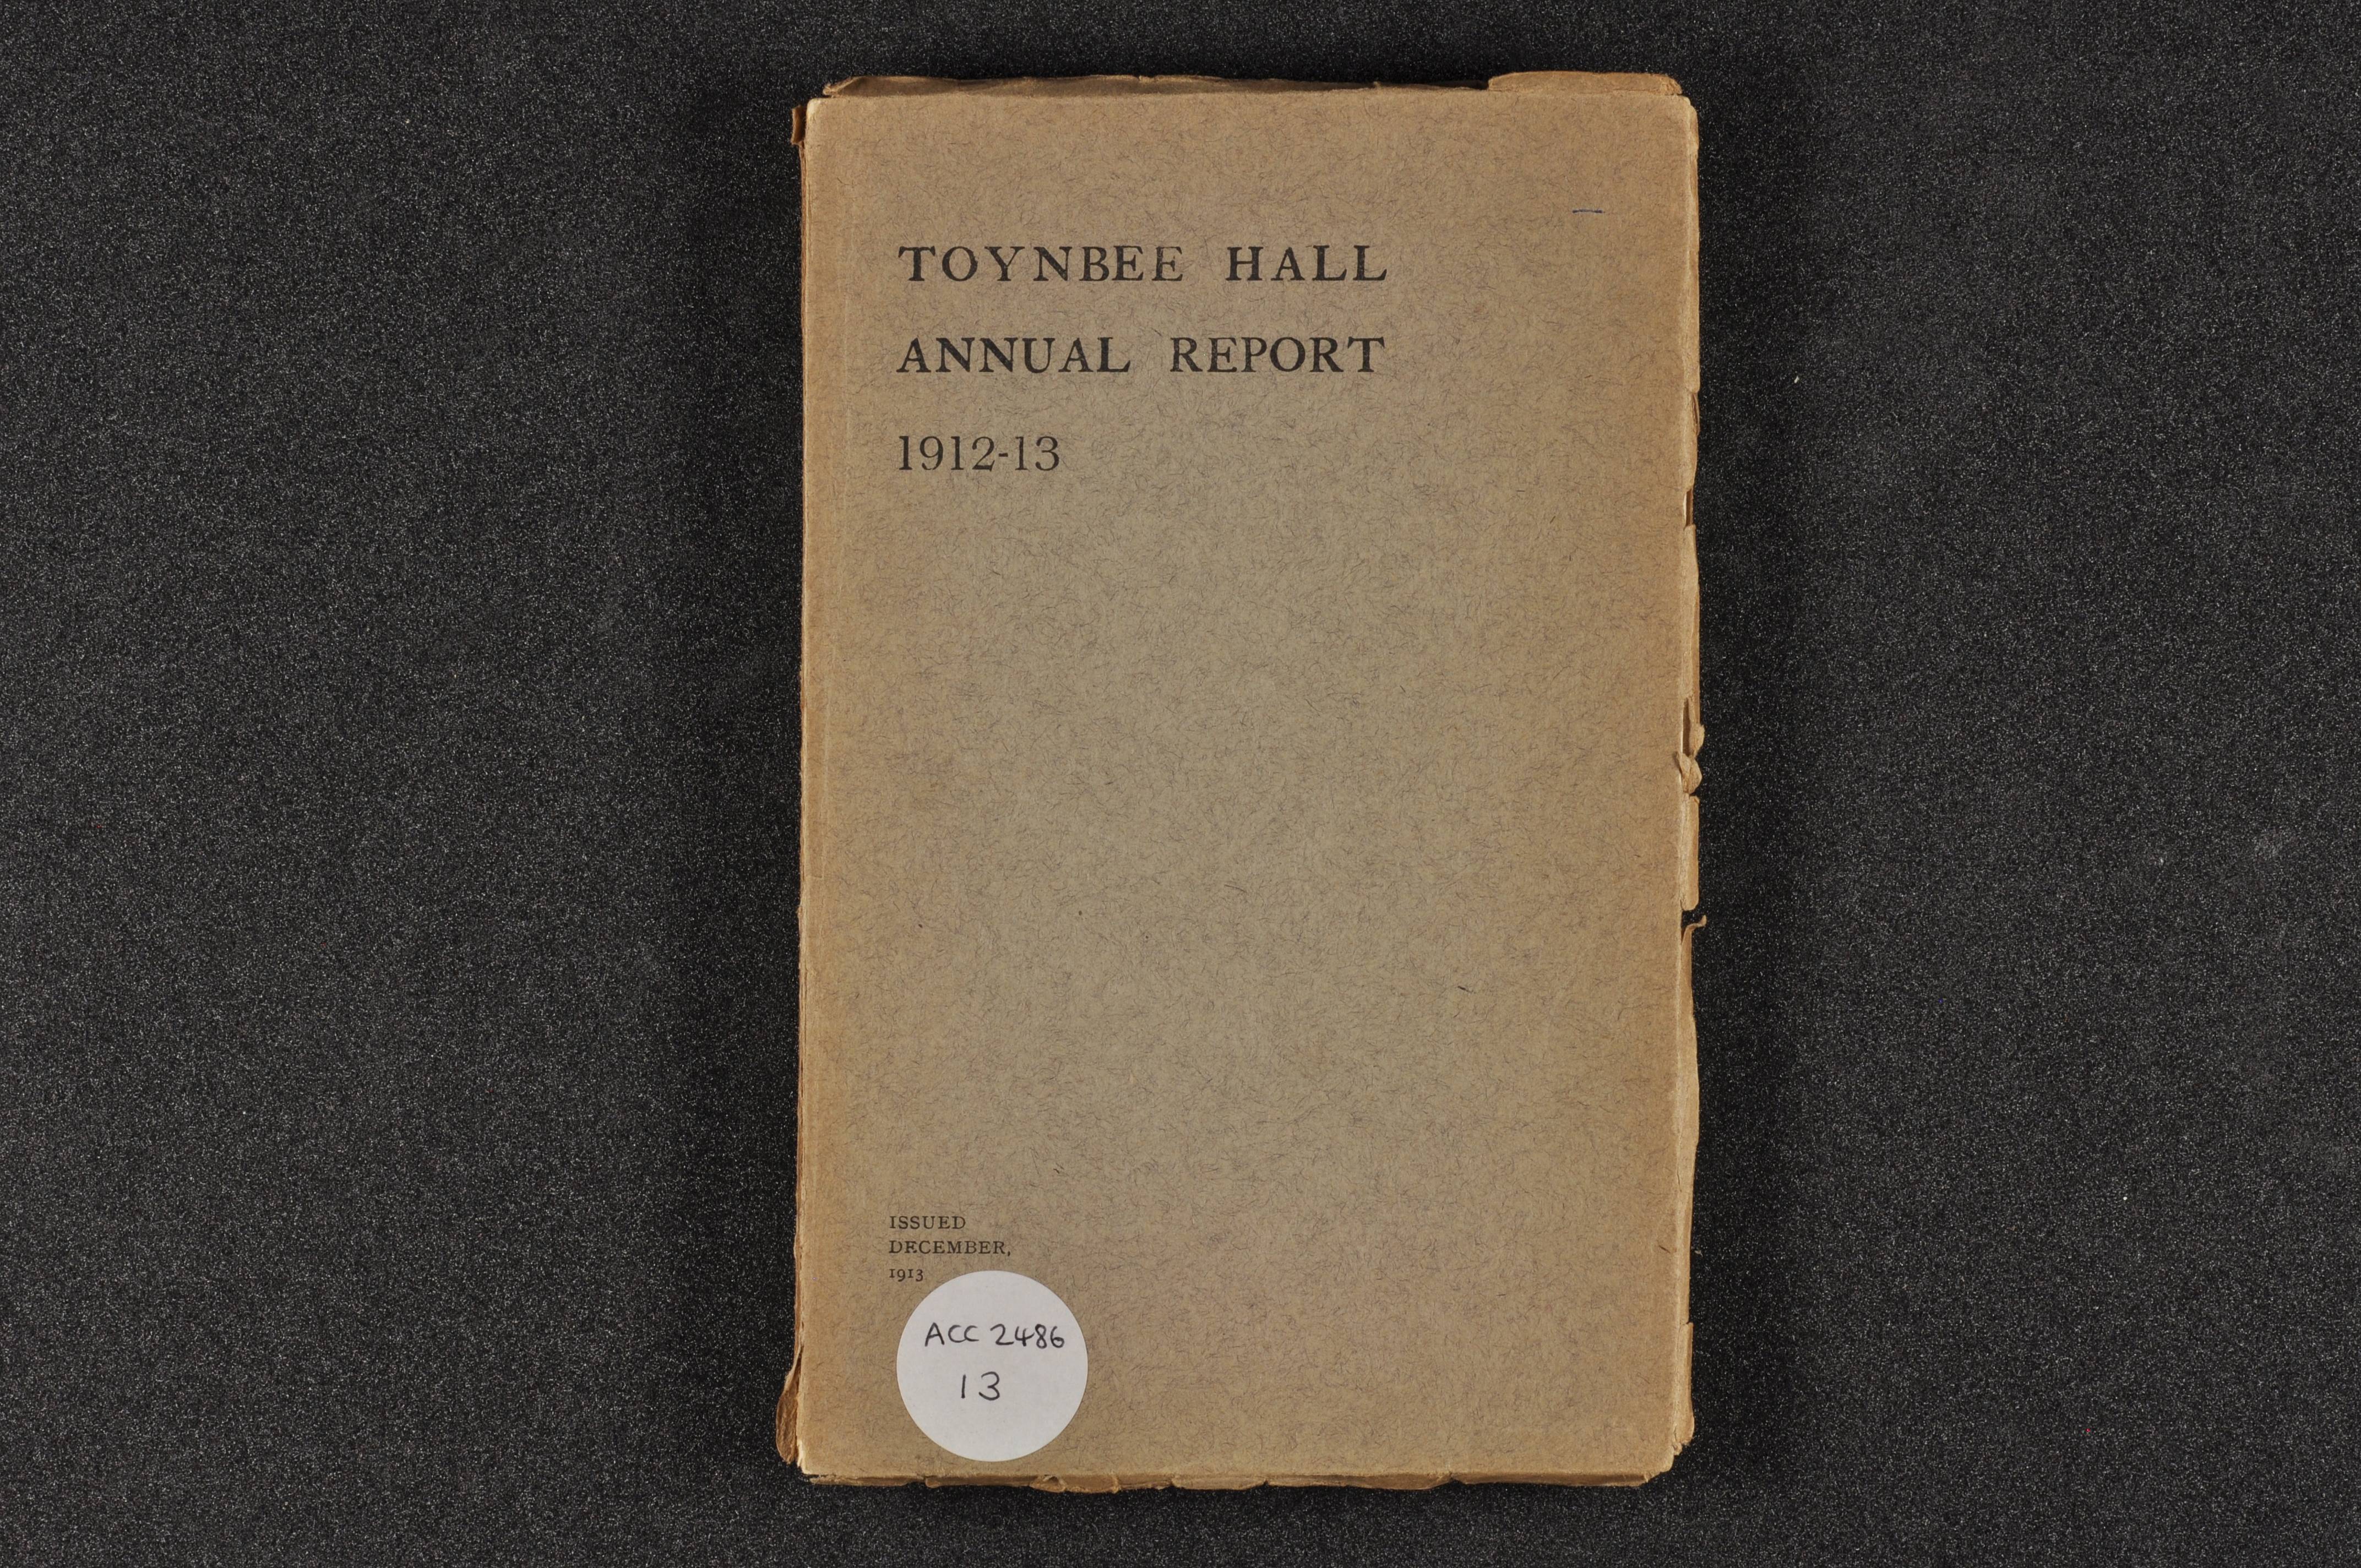 TOYNBEE HALL
ANNUAL REPORT
1912-13
ISSUED
DECEMBER,
1913
ACC 2486
13